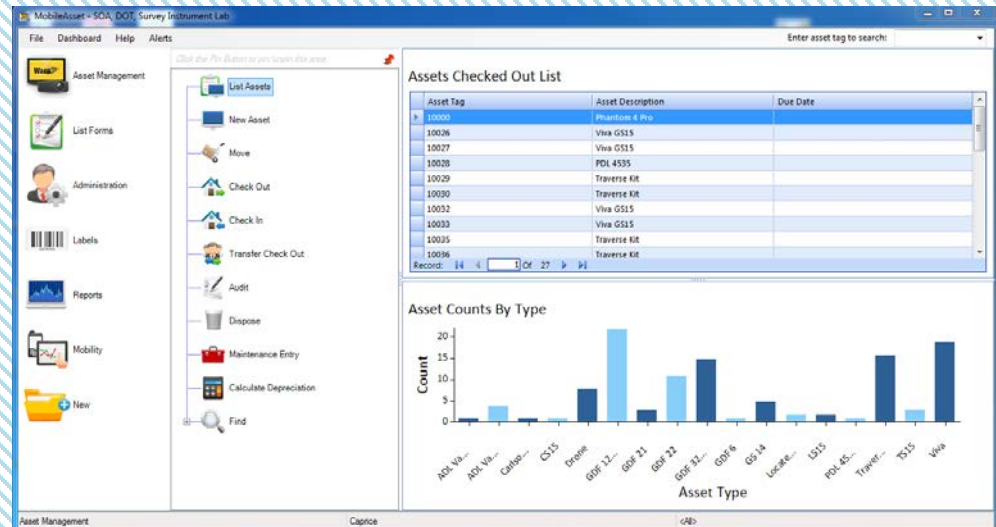 MobileAsset - SOA, DOT, Survey Instrument Lab
File Dashboard Help Alerts
Enter asset tag to search:
Wasp
Asset Management
List Forms
Administration
Labels
Reports
Mobility
New
Click the Pin Button to pin/unpin this area
List Assets
New Asset
Move
Check Out
Check In
Transfer Check Out
Audit
Dispose
Maintenance Entry
Calculate Depreciation
Find
Assets Checked Out List
Asset Tag Asset Description Due Date
10000 Phantom 4 Pro
10026 Viva GS15
10027 Viva GS15
10028 PDL 4535
10029 Traverse Kit
10030 Traverse Kit
10032 Viva GS15
10033 Viva GS15
10035 Traverse Kit
10036 Traverse Kit
Record: 1 Of 27
Asset Counts By Type
Count
20
15
10
5
0
ADL Va... ADL Va... Carlso... CS15 Drone GDF 12... GDF 21 GDF 22 GDF 32... GDF6 GS 14 Locate... LS15 PDL 45... Traver... TS15 Viva
Asset Type
Asset Management Caprice <All>